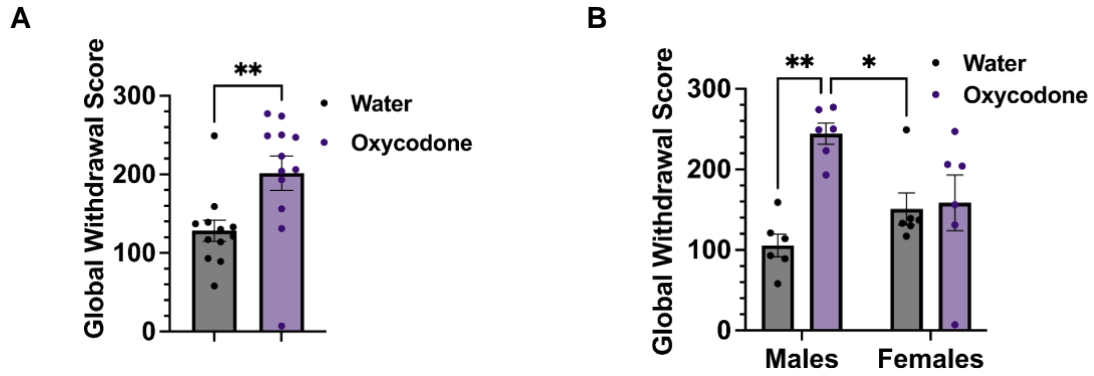 A
Global Withdrawal Score
300
200
100
0
**
Water
Oxycodone
B
Global Withdrawal Score
300
200
100
0
**
*
Water
Oxycodone
Males
Females